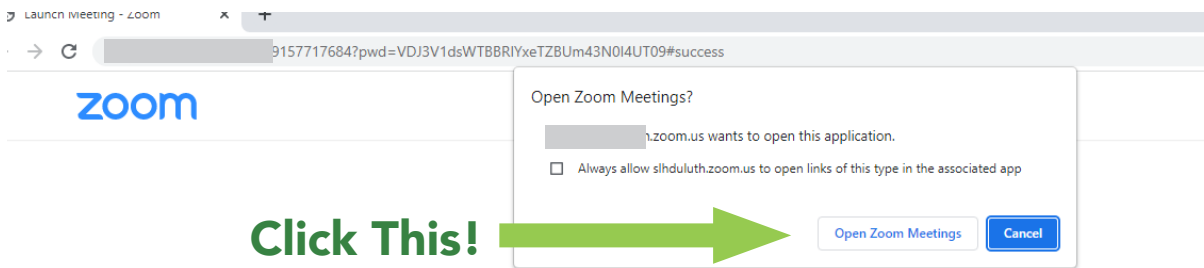 Launch Meeting - Zoom
9157717684?pwd=VDJ3V1dsWTBBRlYxeTZBUm43N0l4UT09#success
zoom
Open Zoom Meetings?
.zoom.us wants to open this application.
Always allow slhduluth.zoom.us to open links of this type in the associated app
Click This!
Open Zoom Meetings
Cancel